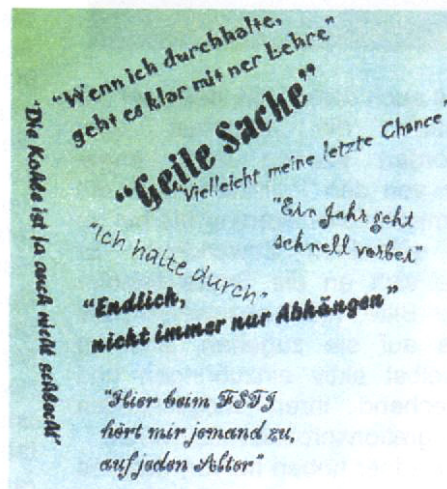 "Wenn ich durchhalte,
geht es klar mit ner Lehre"
"Geile Sache"
"Vielleicht meine letzte Chance
"Ein Jahr geht
schnell vorbei"
"Ich halte durch"
"Endlich,
nicht immer nur Abhängen"
"Hier beim FSTJ
hört mir jemand zu,
auf jeden Alter"
"Die Kohle ist ja auch nicht schlecht"